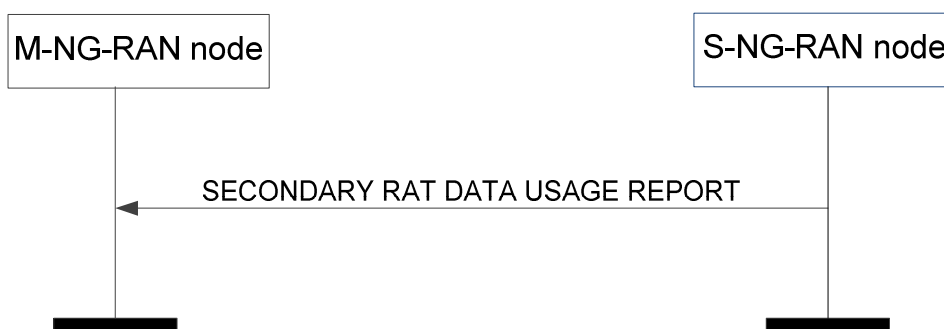 M-NG-RAN node
S-NG-RAN node
SECONDARY RAT DATA USAGE REPORT